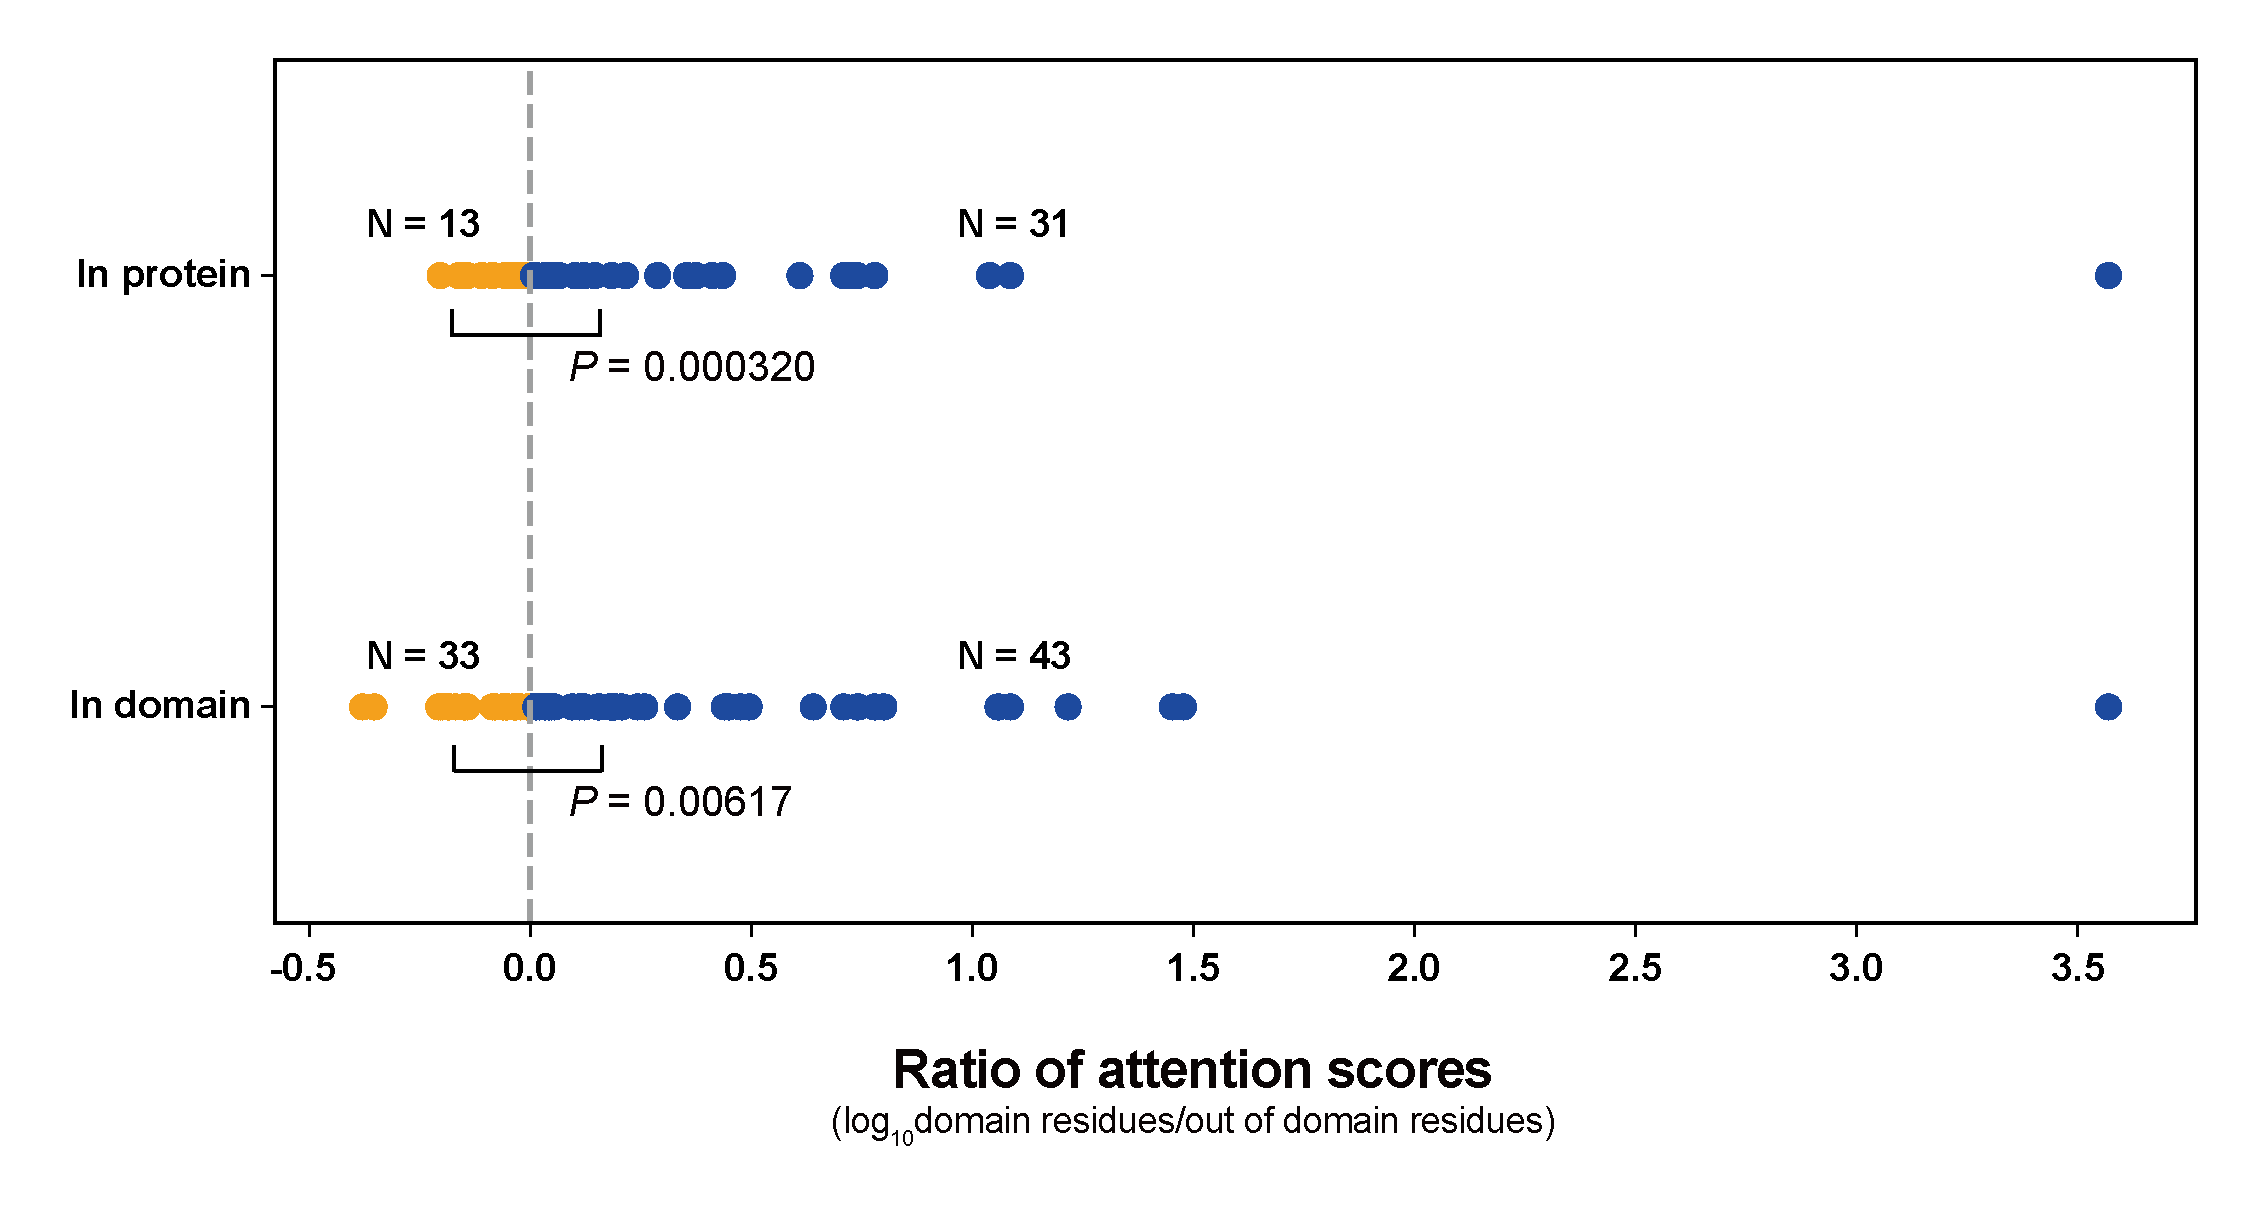 N = 13
N = 31
In protein
P = 0.000320
N = 33
N = 43
In domain
P = 0.00617
-0.5 0.0 0.5 1.0 1.5 2.0 2.5 3.0 3.5
Ratio of attention scores
(log10domain residues/out of domain residues)